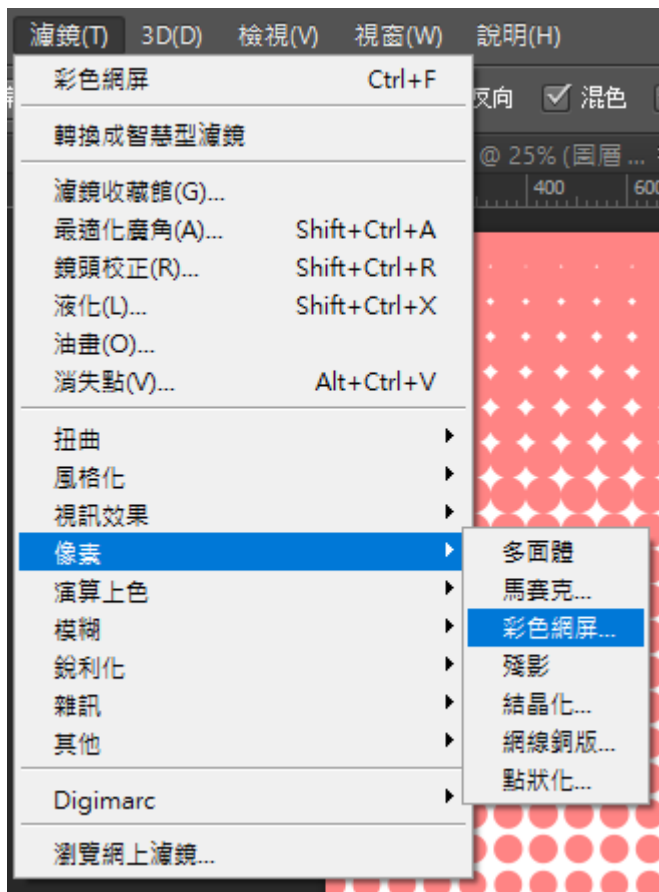 濾鏡(T) 3D(D) 檢視(V) 視窗(W) 說明(H)
彩色網屏 Ctrl+F
反向 混色
轉換成智慧型濾鏡
@ 25% (圖層 ...
400 600
濾鏡收藏館(G)...
最適化廣角(A)... Shift+Ctrl+A
鏡頭校正(R)... Shift+Ctrl+R
液化(L)... Shift+Ctrl+X
油畫(O)...
消失點(V)... Alt+Ctrl+V
扭曲
風格化
視訊效果
像素
演算上色
模糊
銳利化
雜訊
其他
Digimarc
瀏覽網上濾鏡...
多面體
馬賽克...
彩色網屏...
殘影
結晶化...
網線銅版...
點狀化...